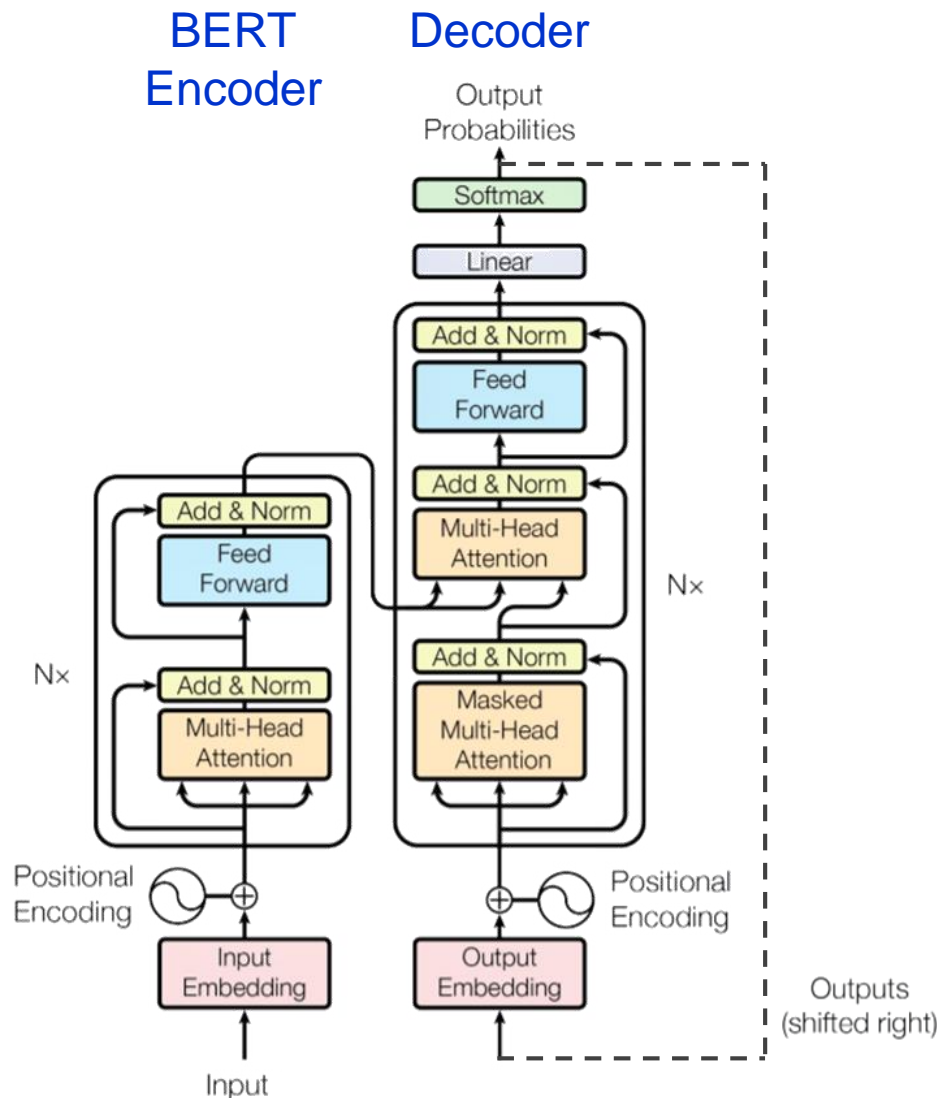 BERT
Encoder
Decoder
Output
Probabilities
Softmax
Linear
Add & Norm
Feed
Forward
Add & Norm
Multi-Head
Attention
Add & Norm
Masked
Multi-Head
Attention
N×
Add & Norm
Feed
Forward
Add & Norm
Multi-Head
Attention
N×
Positional
Encoding
Positional
Encoding
Input
Embedding
Output
Embedding
Outputs
(shifted right)
Input